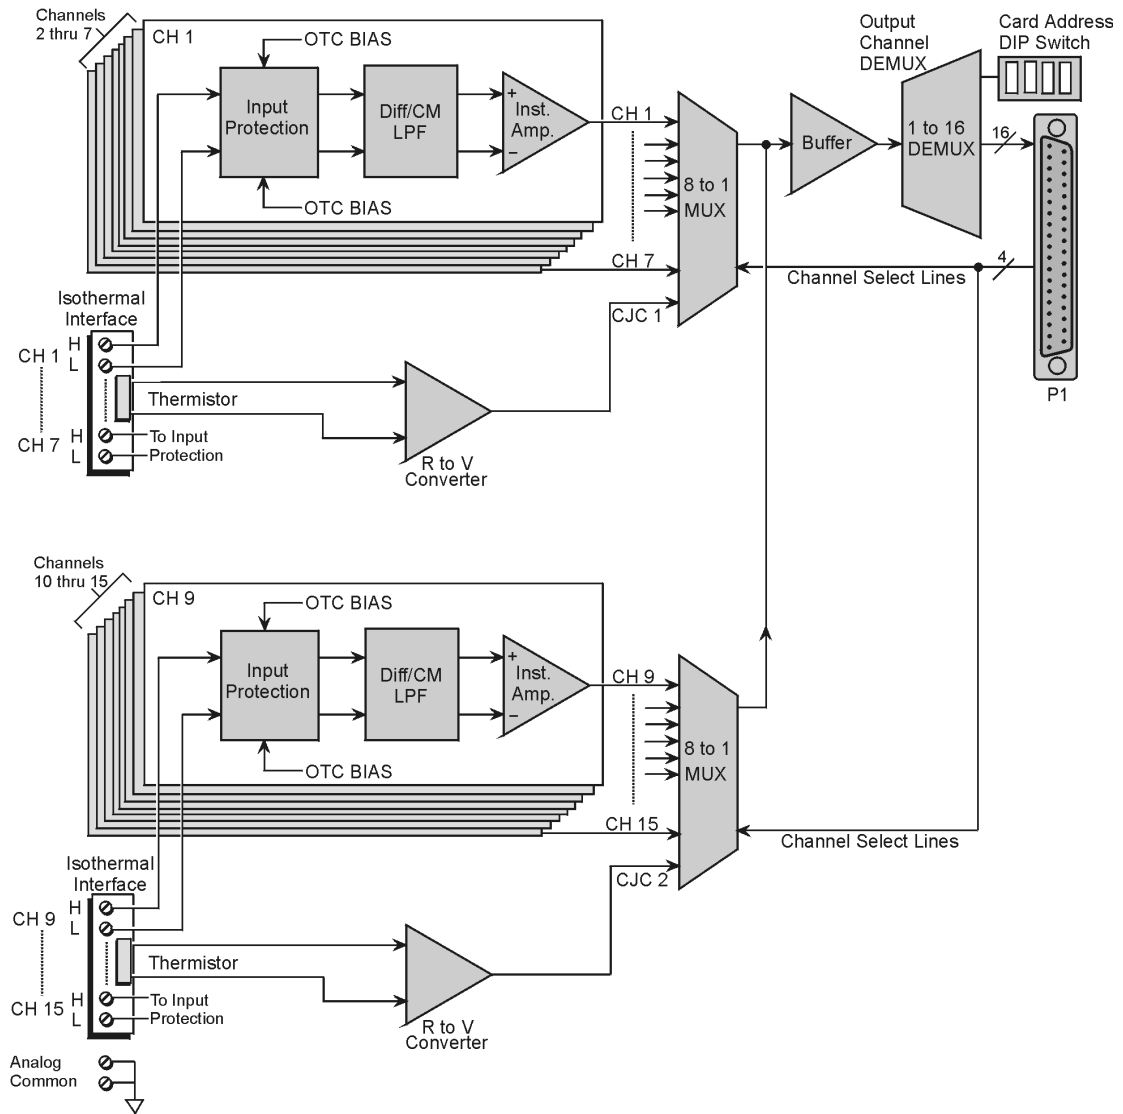 Channels
2 thru 7
CH 1
OTC BIAS
Input
Protection
Diff/CM
LPF
+
Inst.
Amp.
−
OTC BIAS
CH 1
8 to 1
MUX
CH 7
CJC 1
Buffer
Output
Channel
DEMUX
1 to 16
DEMUX
Card Address
DIP Switch
16
4
Channel Select Lines
P1
Isothermal
Interface
CH 1
H
L
Thermistor
CH 7
H
L
To Input
Protection
R to V
Converter
Channels
10 thru 15
CH 9
OTC BIAS
Input
Protection
Diff/CM
LPF
+
Inst.
Amp.
−
OTC BIAS
CH 9
8 to 1
MUX
CH 15
CJC 2
Channel Select Lines
Isothermal
Interface
CH 9
H
L
Thermistor
CH 15
H
L
To Input
Protection
R to V
Converter
Analog
Common